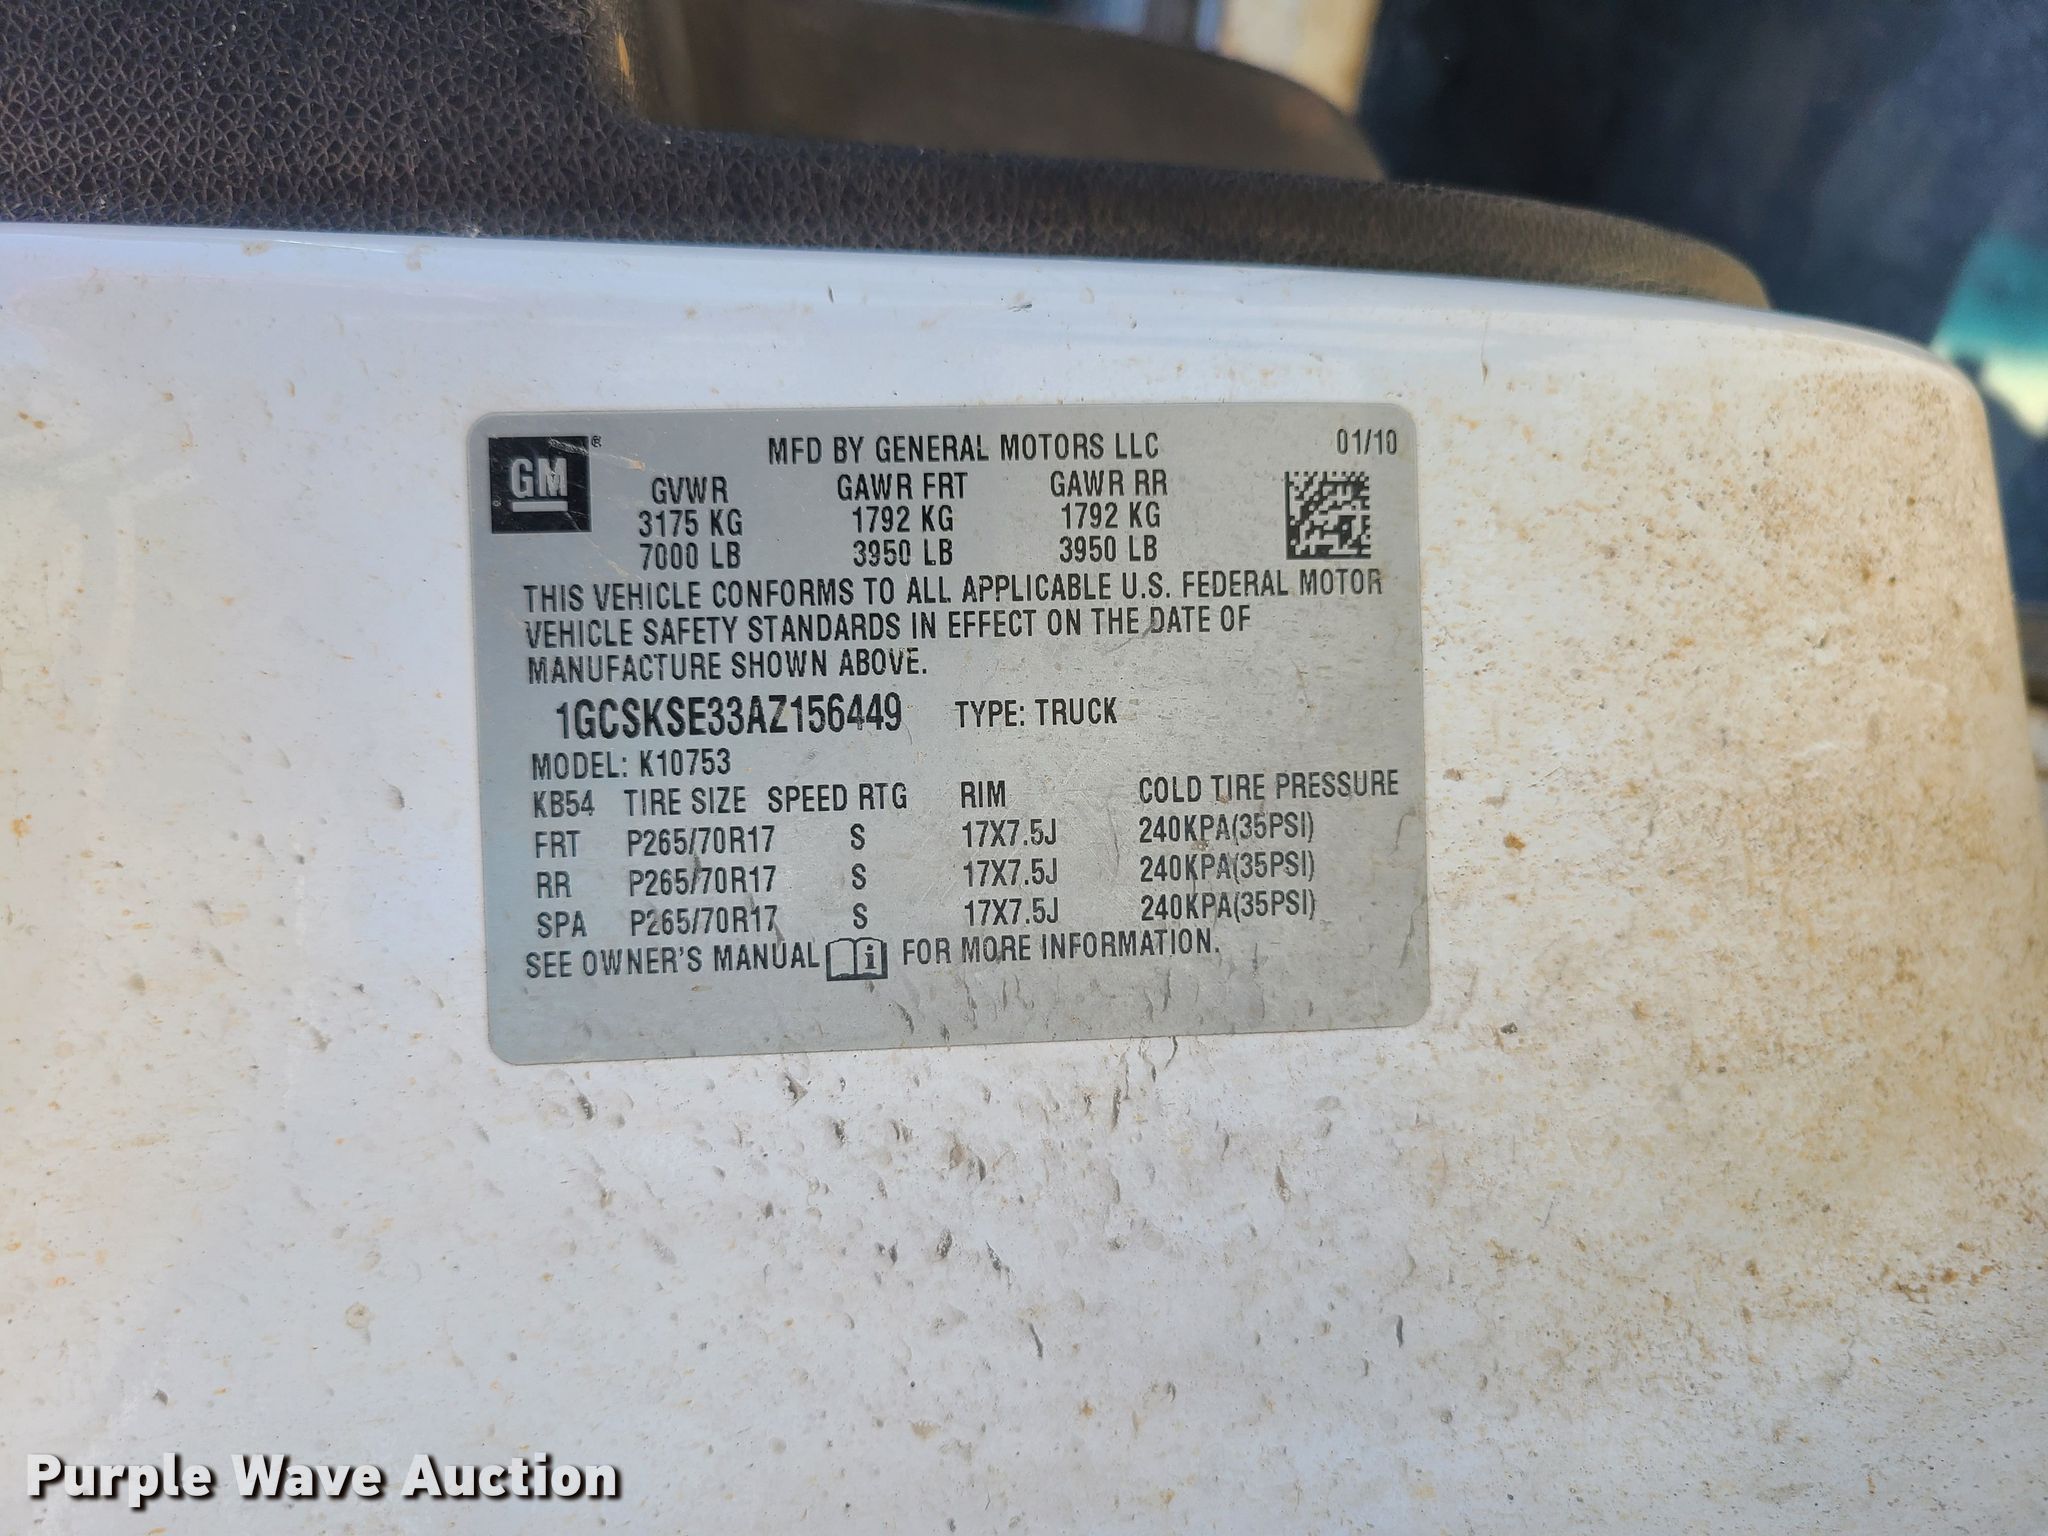 GM®
MFD BY GENERAL MOTORS LLC 01/10
GVWR GAWR FRT GAWR RR
3175 KG 1792 KG 1792 KG
7000 LB 3950 LB 3950 LB
THIS VEHICLE CONFORMS TO ALL APPLICABLE U.S. FEDERAL MOTOR
VEHICLE SAFETY STANDARDS IN EFFECT ON THE DATE OF
MANUFACTURE SHOWN ABOVE.
1GCSKSE33AZ156449 TYPE: TRUCK
MODEL: K10753
KB54 TIRE SIZE SPEED RTG RIM COLD TIRE PRESSURE
FRT P265/70R17 S 17X7.5J 240KPA(35PSI)
RR P265/70R17 S 17X7.5J 240KPA(35PSI)
SPA P265/70R17 S 17X7.5J 240KPA(35PSI)
SEE OWNER'S MANUAL i FOR MORE INFORMATION.
Purple Wave Auction